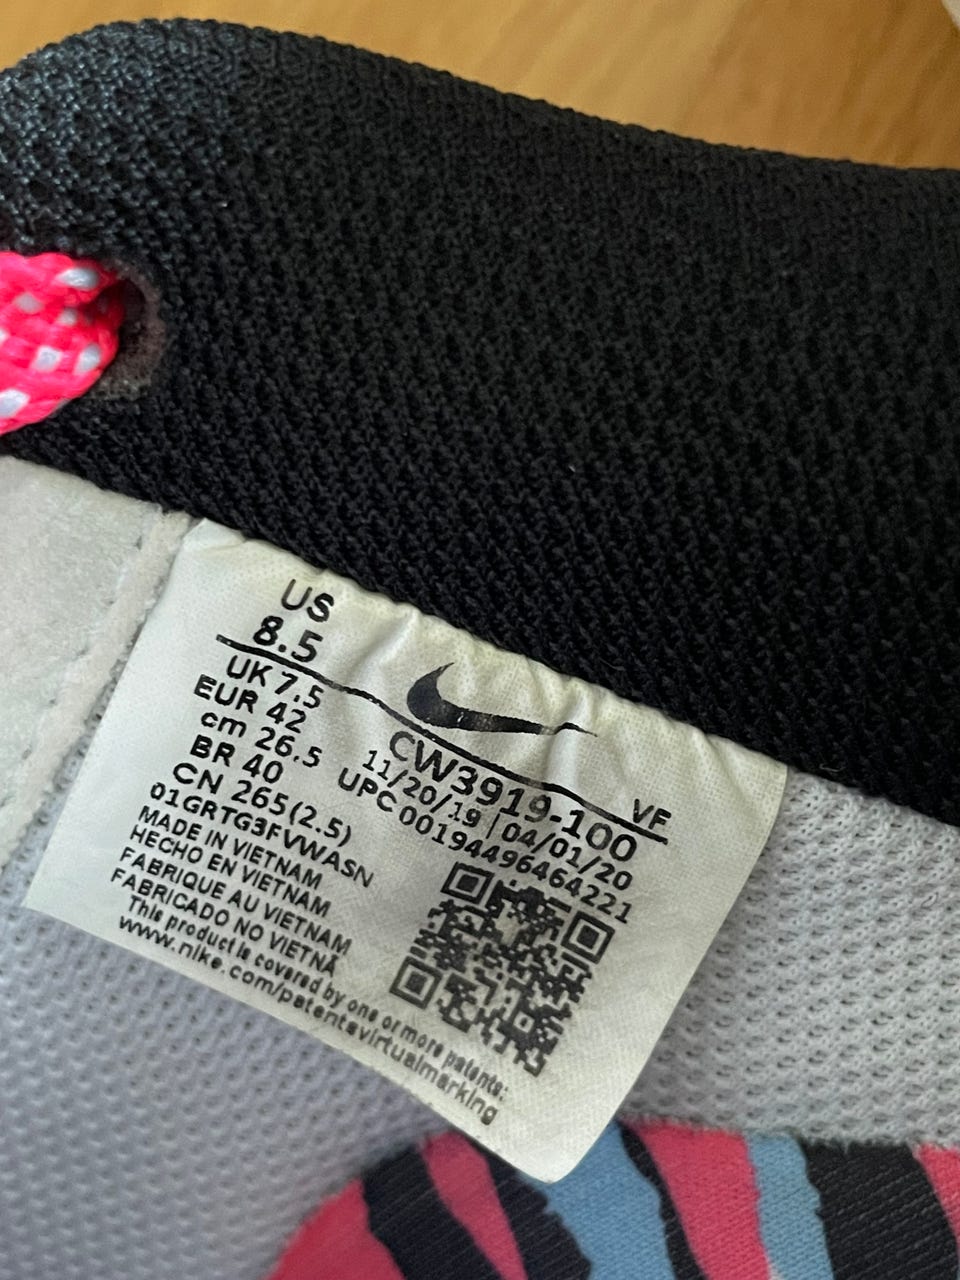 US
8.5
UK 7.5
EUR 42
cm 26.5
BR 40
CN 265(2.5)
01GRTG3FVWASN
MADE IN VIETNAM
HECHO EN VIETNAM
FABRIQUE AU VIETNAM
FABRICADO NO VIETNÃ
This product is covered by one or more patents:
www.nike.com/patentsvirtualmarking
VF
CW3919-100
11/20/19 | 04/01/20
UPC 00194496464221